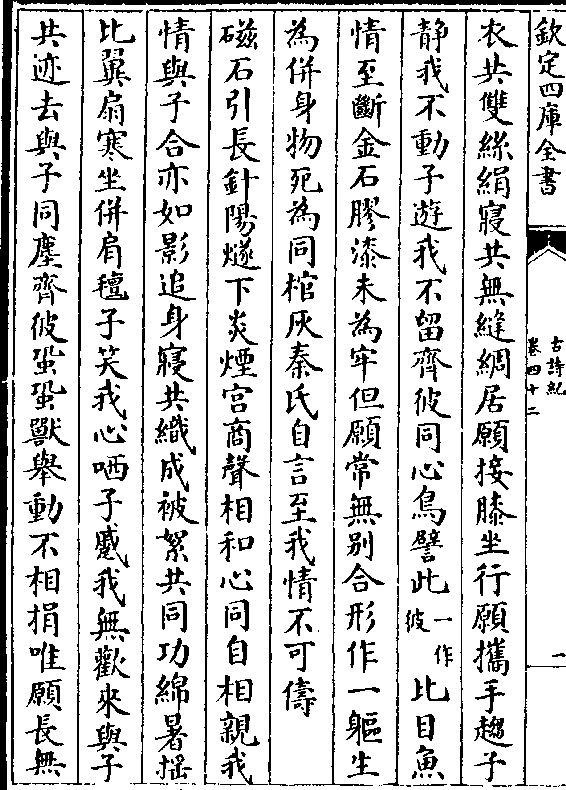 欽定四庫全書
古詩紀
卷四十二
一
衣共雙絲絹寢共無縫綢居願接膝坐行願攜手趨子
静我不動子遊我不留齊彼同心鳥譬此一作彼比目魚
情至斷金石膠漆未為牢但願常無别合形作一軀生
為併身物死為同棺灰秦氏自言至我情不可儔
磁石引長針陽燧下炎煙宫商聲相和心同自相親我
情與子合亦如影追身寢共織成被絮共同功綿暑揺
比翼扇寒坐併肩氊子笑我心哂子慼我無歡來與子
共迹去與子同塵齊彼蛩蛩獸舉動不相捐唯願長無